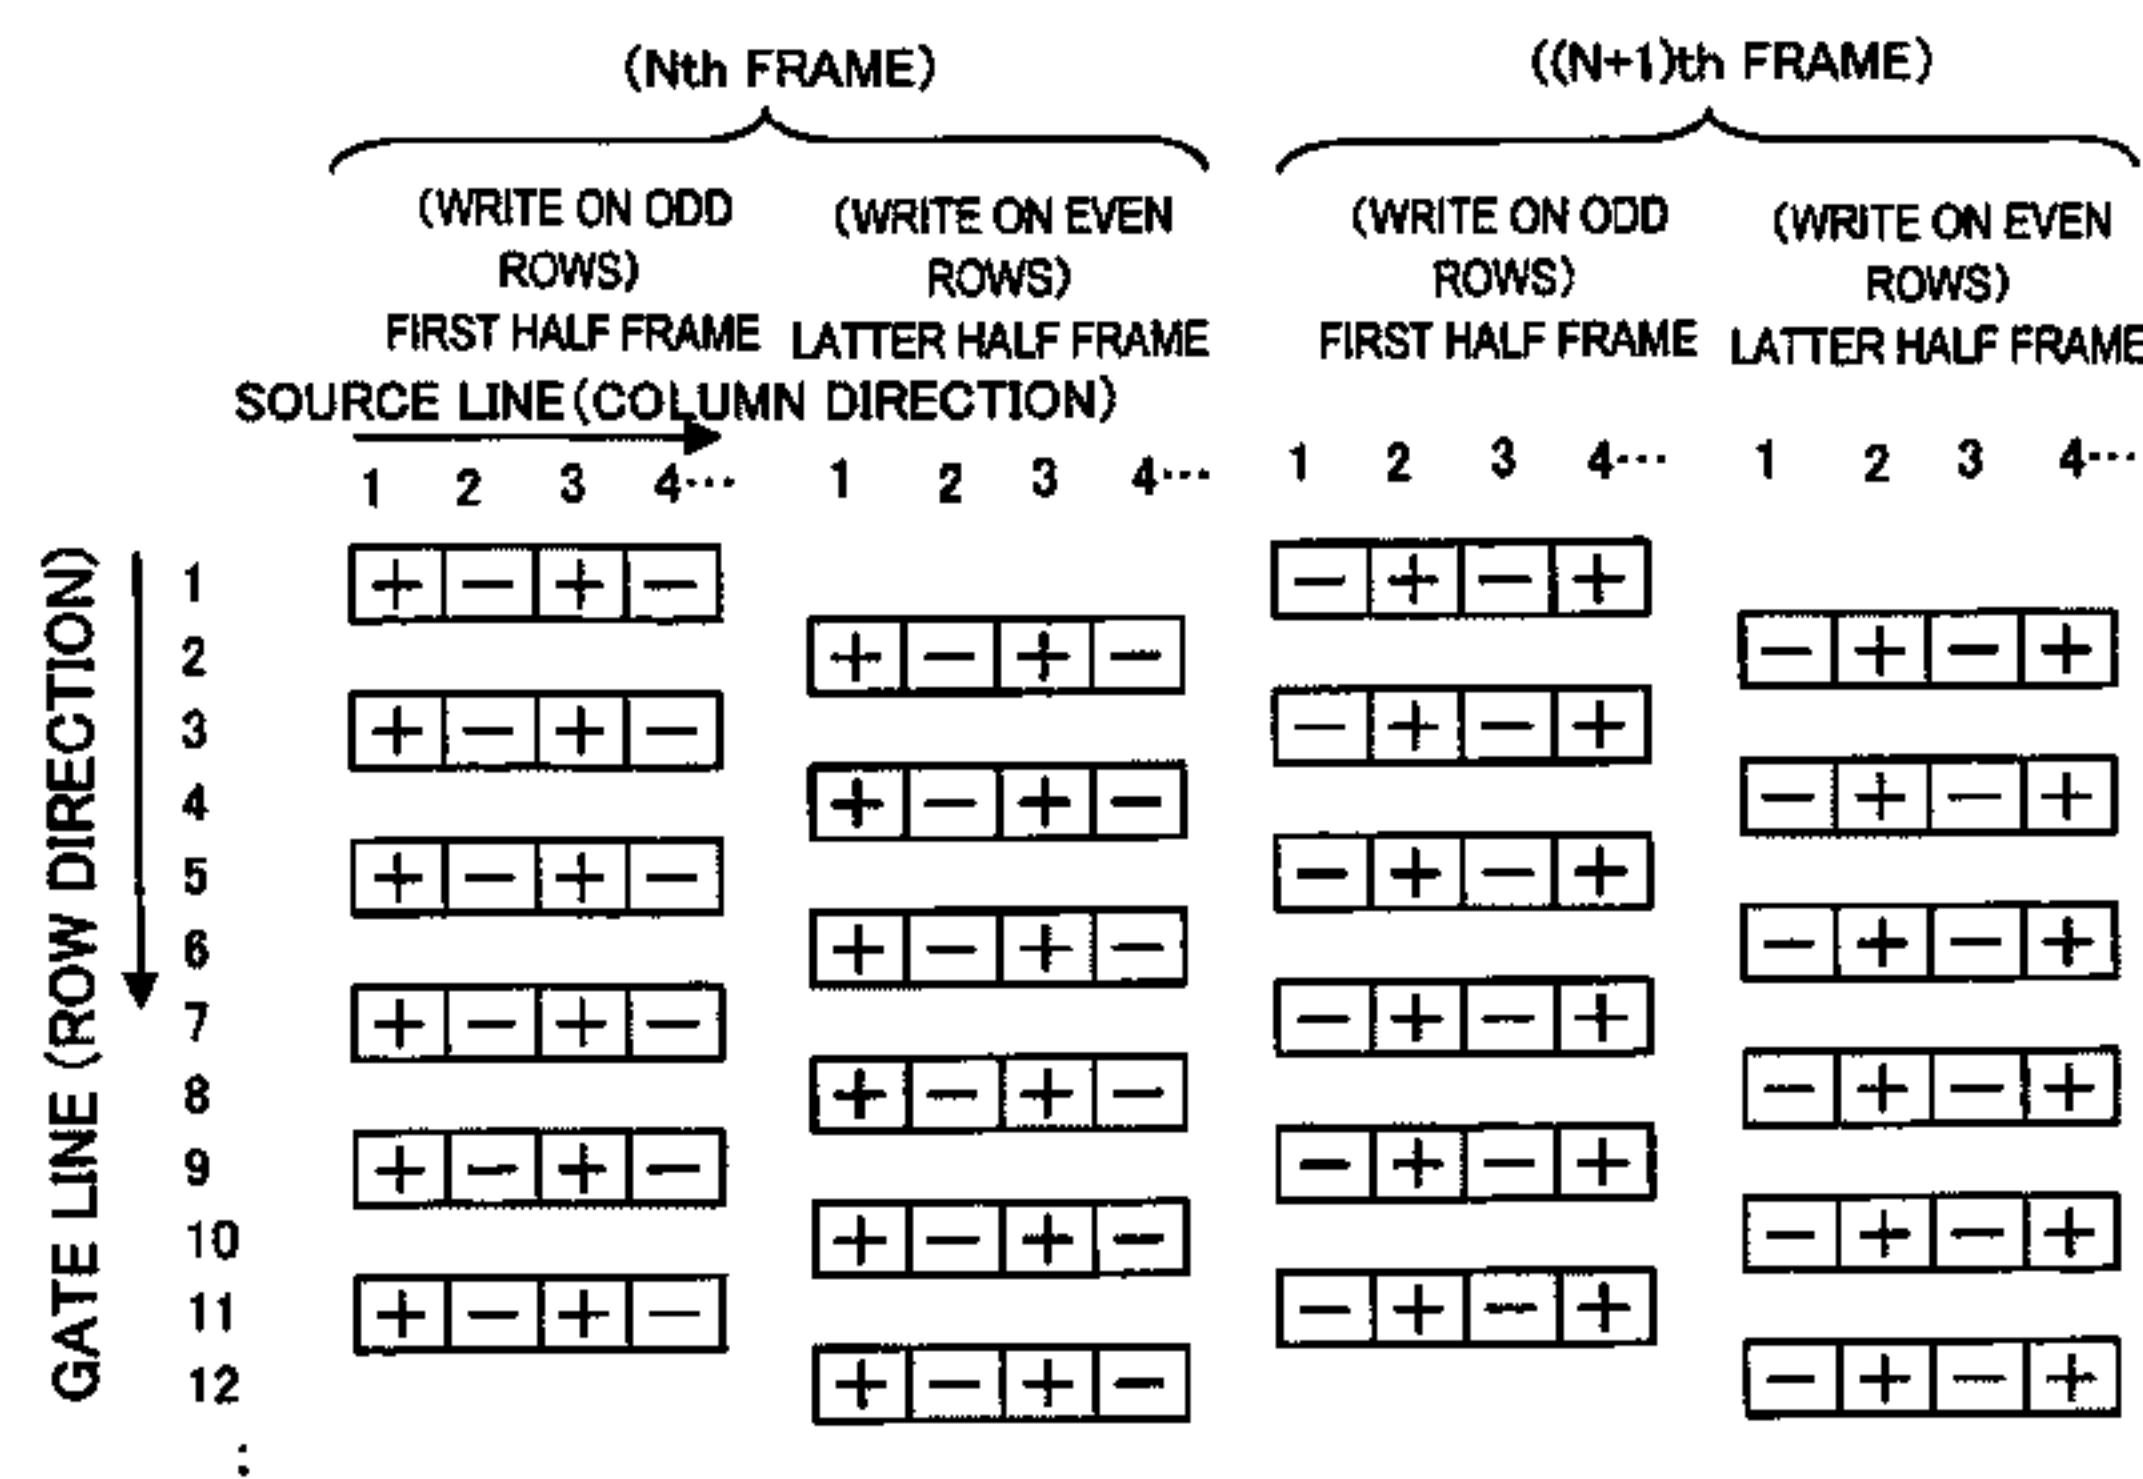 (Nth FRAME)
((N+1)th FRAME)
(WRITE ON ODD
ROWS)
FIRST HALF FRAME
(WRITE ON EVEN
ROWS)
LATTER HALF FRAME
(WRITE ON ODD
ROWS)
FIRST HALF FRAME
(WRITE ON EVEN
ROWS)
LATTER HALF FRAME
SOURCE LINE(COLUMN DIRECTION)
1 2 3 4… 1 2 3 4… 1 2 3 4… 1 2 3 4…
GATE LINE (ROW DIRECTION)
1 + − + − − + − +
2 + − + − − + − +
3 + − + − − + − +
4 + − + − − + − +
5 + − + − − + − +
6 + − + − − + − +
7 + − + − − + − +
8 + − + − − + − +
9 + − + − − + − +
10 + − + − − + − +
11 + − + − − + − +
12 + − + − − + − +
: